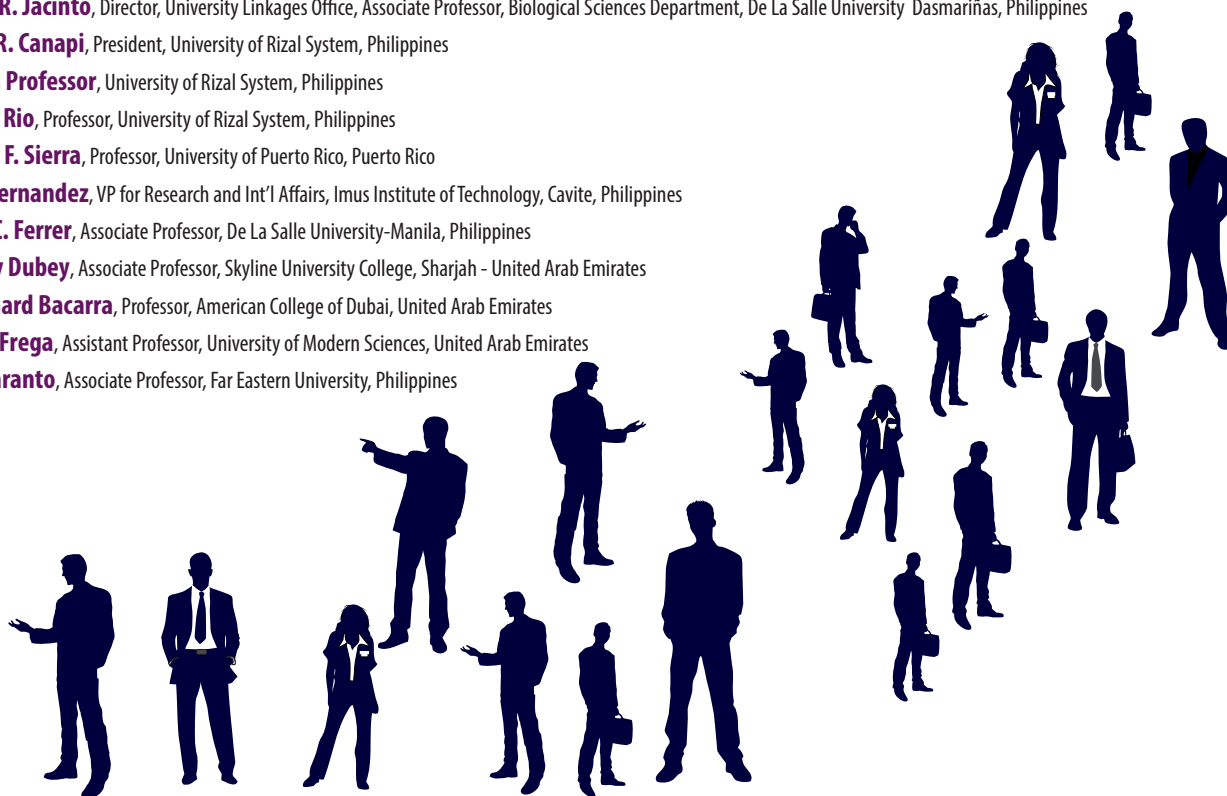 R. Jacinto, Director, University Linkages Office, Associate Professor, Biological Sciences Department, De La Salle University Dasmariñas, Philippines
R. Canapi, President, University of Rizal System, Philippines
Professor, University of Rizal System, Philippines
Rio, Professor, University of Rizal System, Philippines
F. Sierra, Professor, University of Puerto Rico, Puerto Rico
ernandez, VP for Research and Int'l Affairs, Imus Institute of Technology, Cavite, Philippines
C. Ferrer, Associate Professor, De La Salle University-Manila, Philippines
Dubey, Associate Professor, Skyline University College, Sharjah - United Arab Emirates
ard Bacarra, Professor, American College of Dubai, United Arab Emirates
Frega, Assistant Professor, University of Modern Sciences, United Arab Emirates
ranto, Associate Professor, Far Eastern University, Philippines